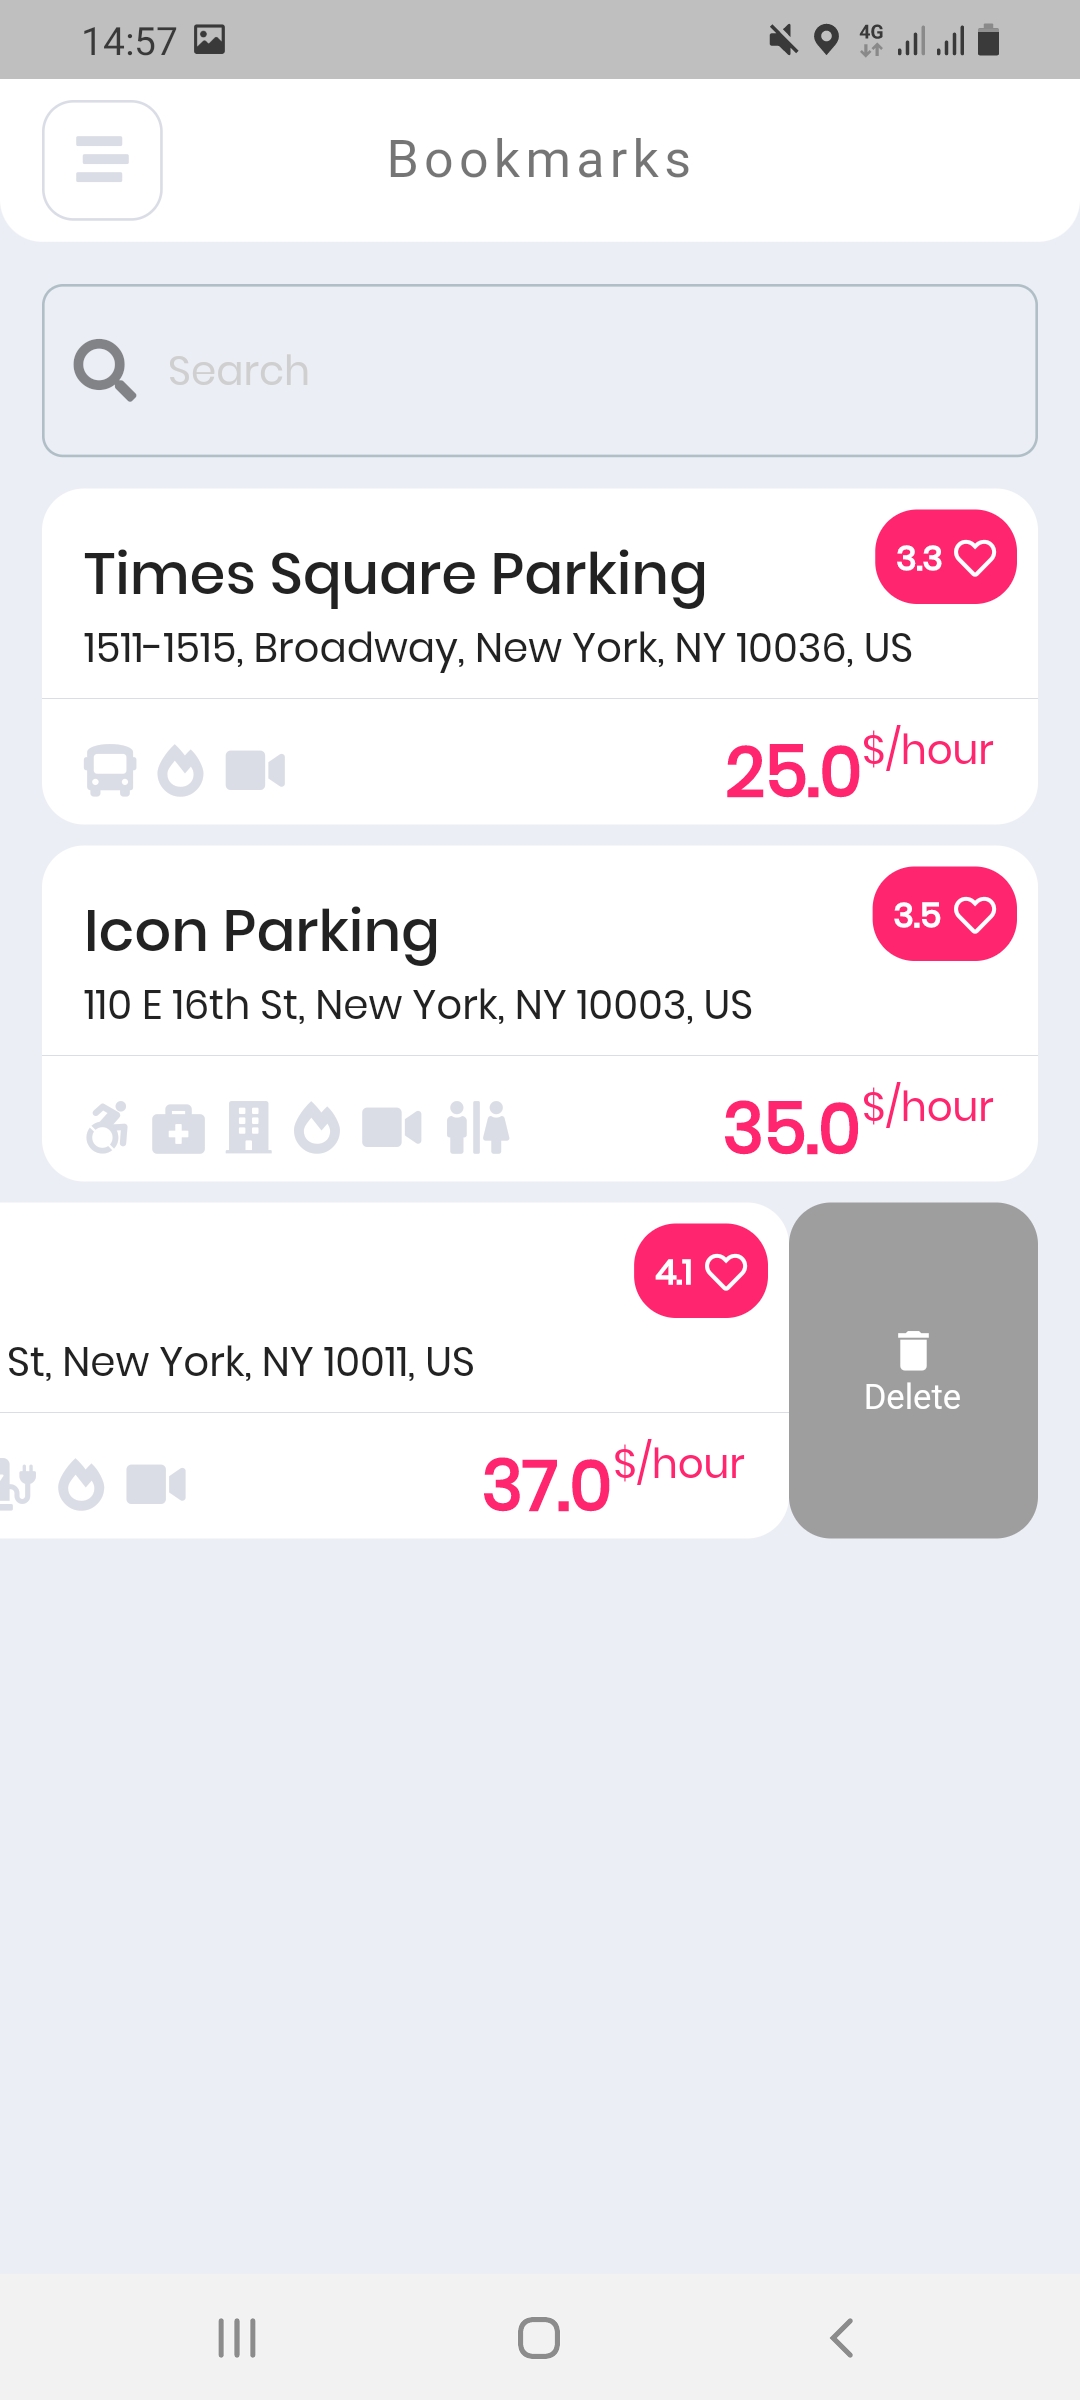 14:57
4G
Bookmarks
Search
Times Square Parking
3.3
1511-1515, Broadway, New York, NY 10036, US
25.0$/hour
Icon Parking
3.5
110 E 16th St, New York, NY 10003, US
35.0$/hour
4.1
St, New York, NY 10011, US
Delete
37.0$/hour